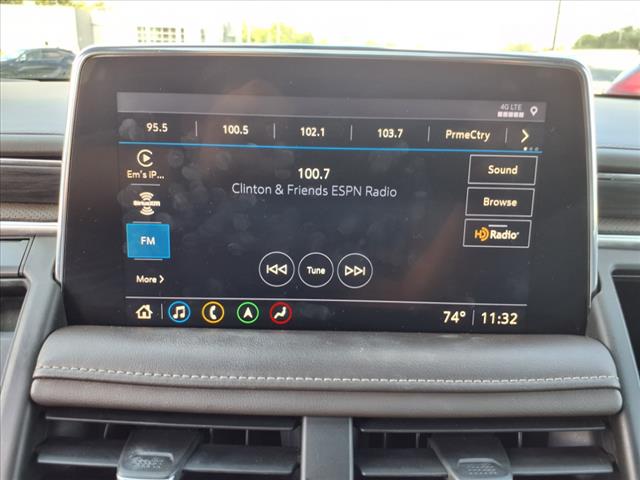 4G LTE
95.5 100.5 102.1 103.7 PrmeCtry >
Em's iP...
SiriusXM
FM
More >
100.7
Clinton & Friends ESPN Radio
Tune
Sound
Browse
HD Radio
74° 11:32